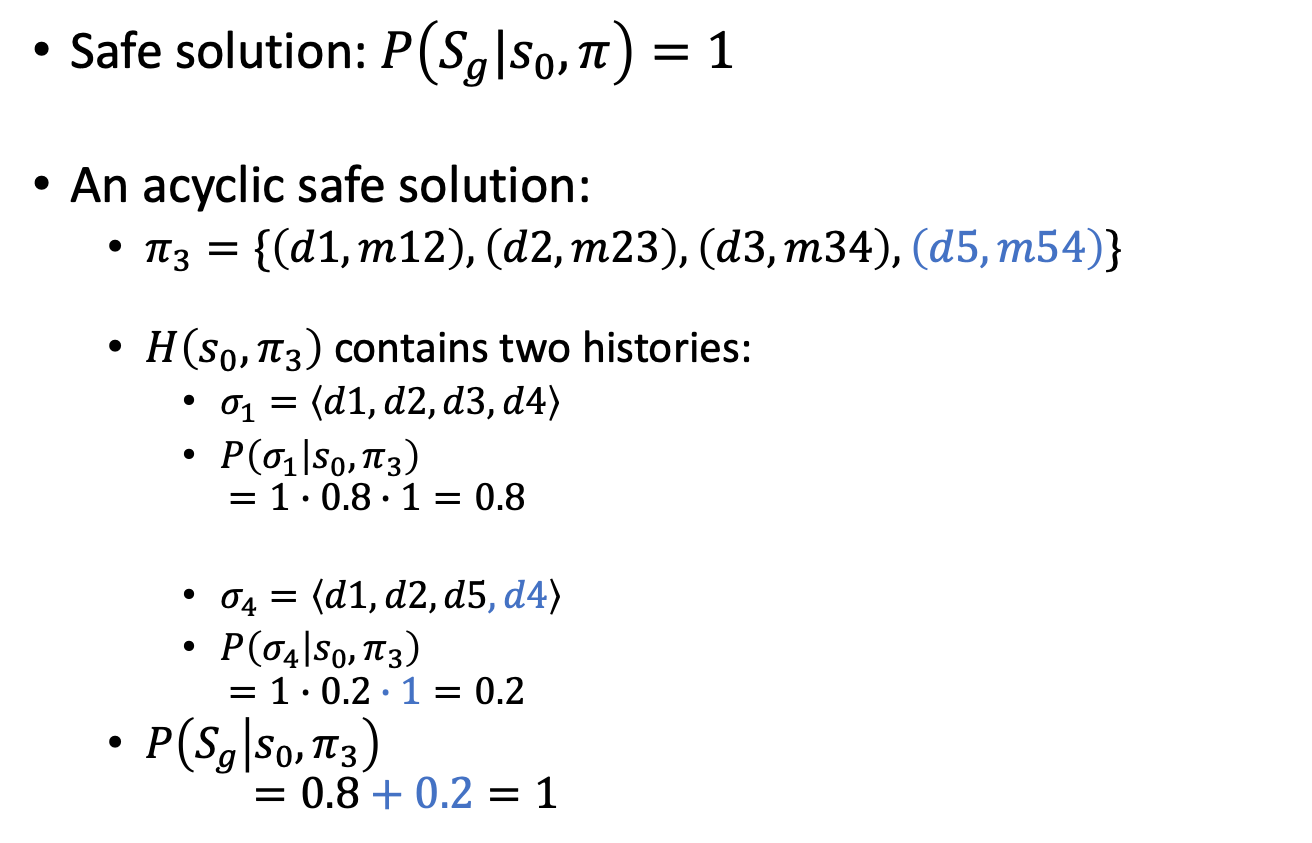 • Safe solution: P(S_g|s_0, π) = 1
• An acyclic safe solution:
• π_3 = {(d1, m12), (d2, m23), (d3, m34), (d5, m54)}
• H(s_0, π_3) contains two histories:
• σ_1 = ⟨d1, d2, d3, d4⟩
• P(σ_1|s_0, π_3)
= 1 · 0.8 · 1 = 0.8
• σ_4 = ⟨d1, d2, d5, d4⟩
• P(σ_4|s_0, π_3)
= 1 · 0.2 · 1 = 0.2
• P(S_g|s_0, π_3)
= 0.8 + 0.2 = 1